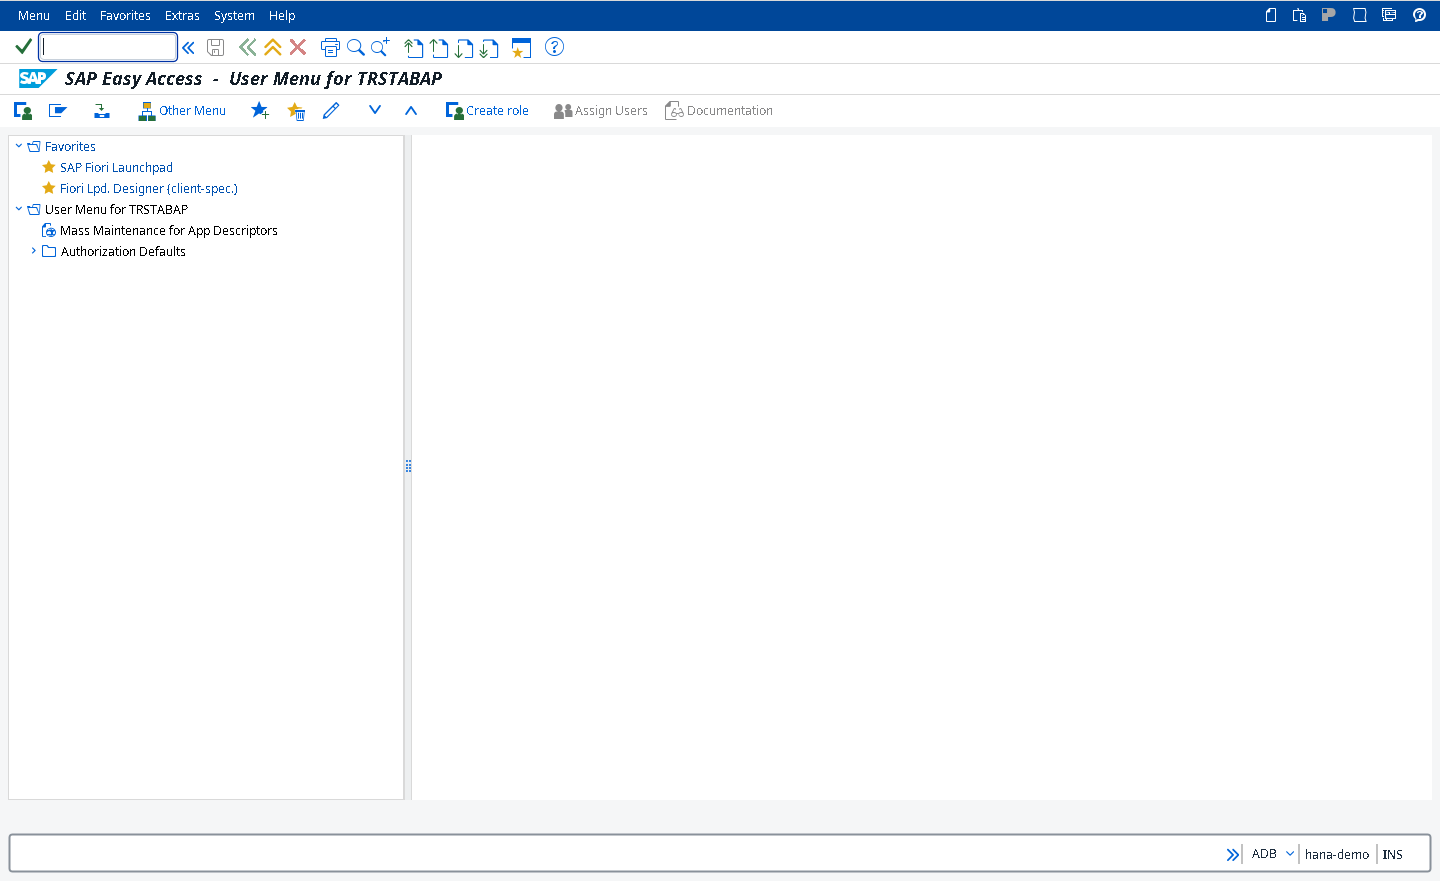 Menu Edit Favorites Extras System Help
SAP SAP Easy Access - User Menu for TRSTABAP
Other Menu Create role Assign Users Documentation
Favorites
SAP Fiori Launchpad
Fiori Lpd. Designer (client-spec.)
User Menu for TRSTABAP
Mass Maintenance for App Descriptors
Authorization Defaults
ADB hana-demo INS